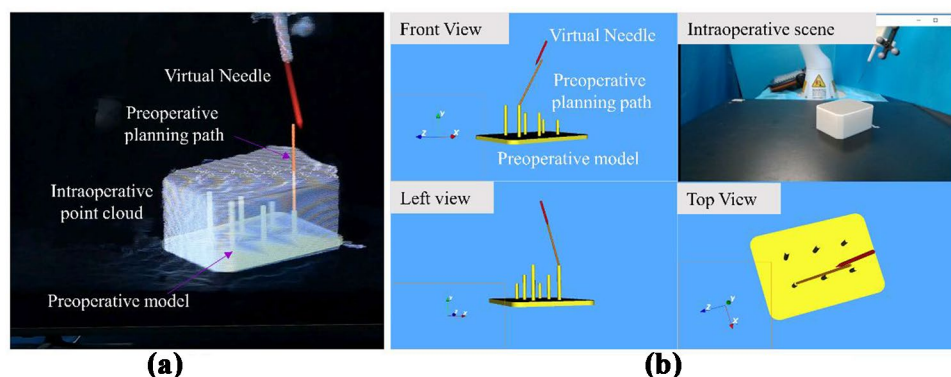 Virtual Needle
Preoperative
planning path
Intraoperative
point cloud
Preoperative model
(a)
Front View
Virtual Needle
Preoperative
planning path
Preoperative model
Intraoperative scene
Left view
Top View
(b)